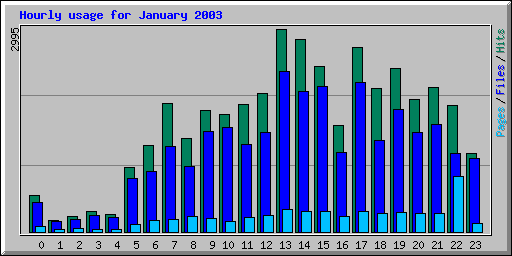 Hourly usage for January 2003
2995
Pages/Files/Hits
0 1 2 3 4 5 6 7 8 9 10 11 12 13 14 15 16 17 18 19 20 21 22 23